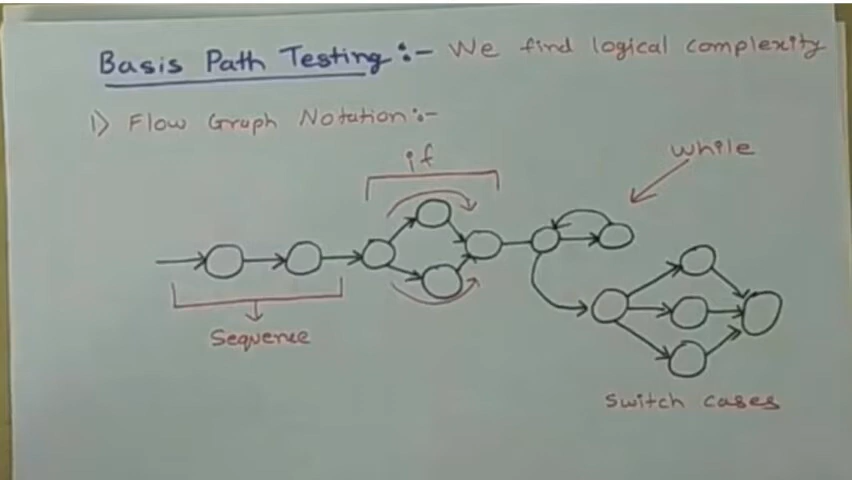 Basis Path Testing :- We find logical complexity
1) Flow Graph Notation :-
if
while
Sequence
Switch cases